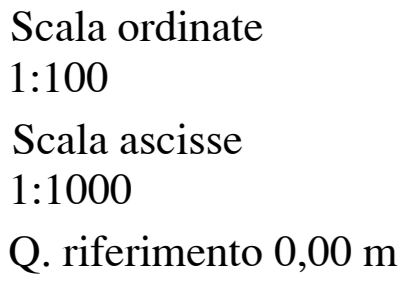 Scala ordinate
1:100
Scala ascisse
1:1000
Q. riferimento 0,00 m